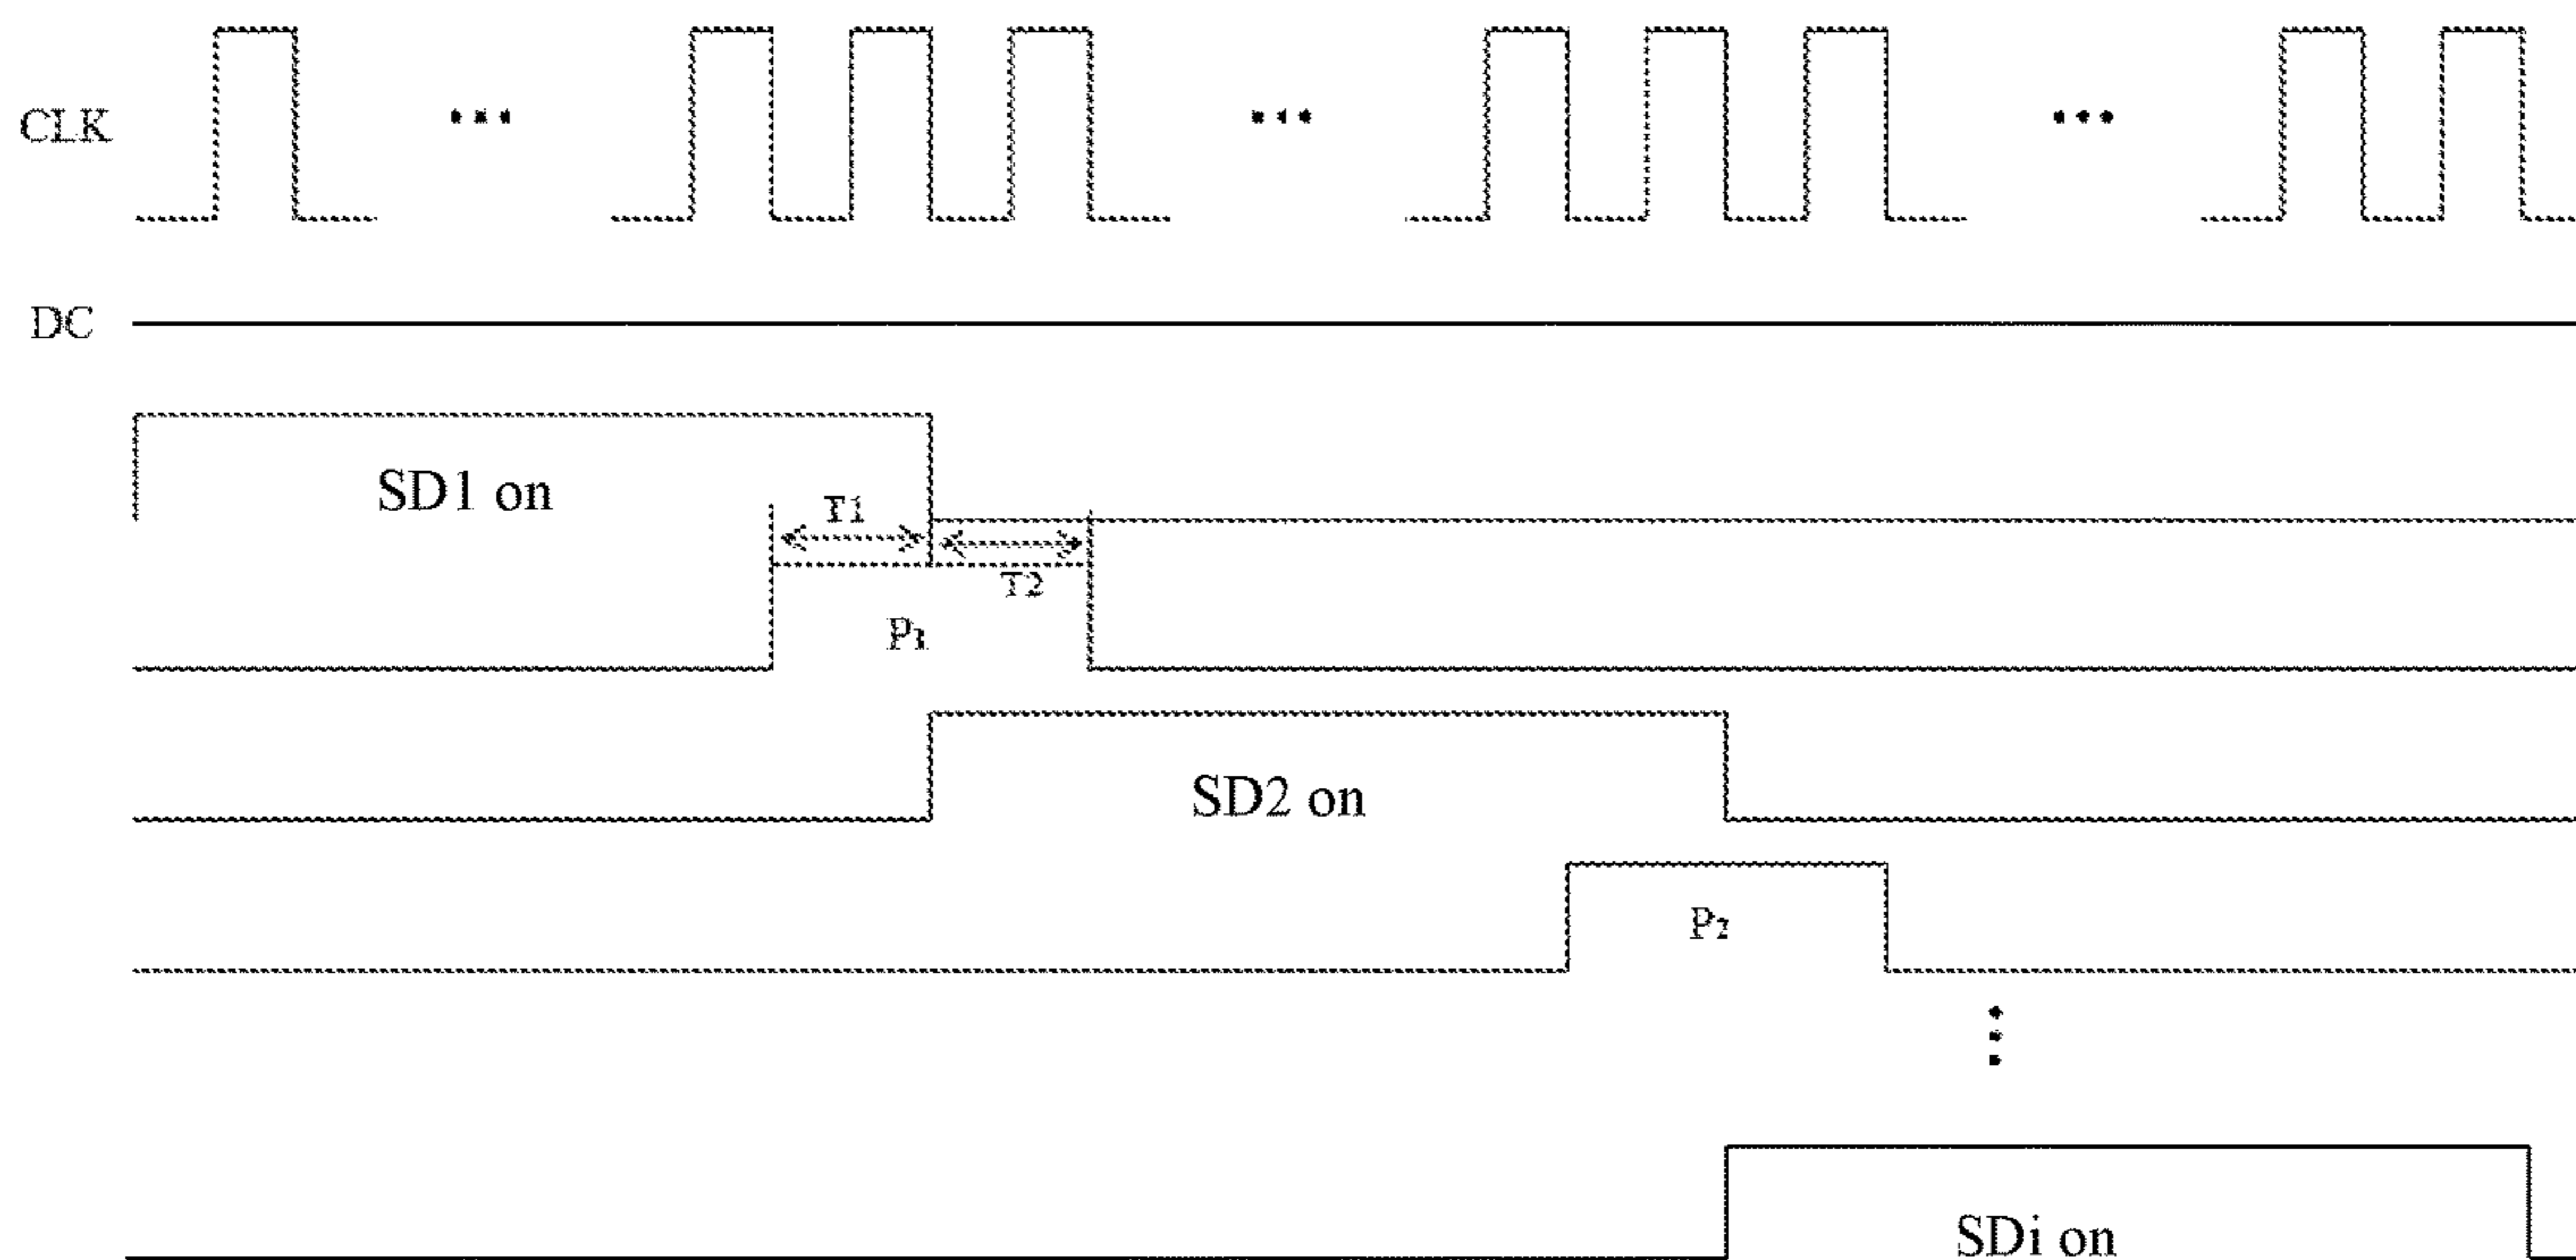 CLK
DC
SD1 on
T1
T2
P₁
SD2 on
P₂
SDi on